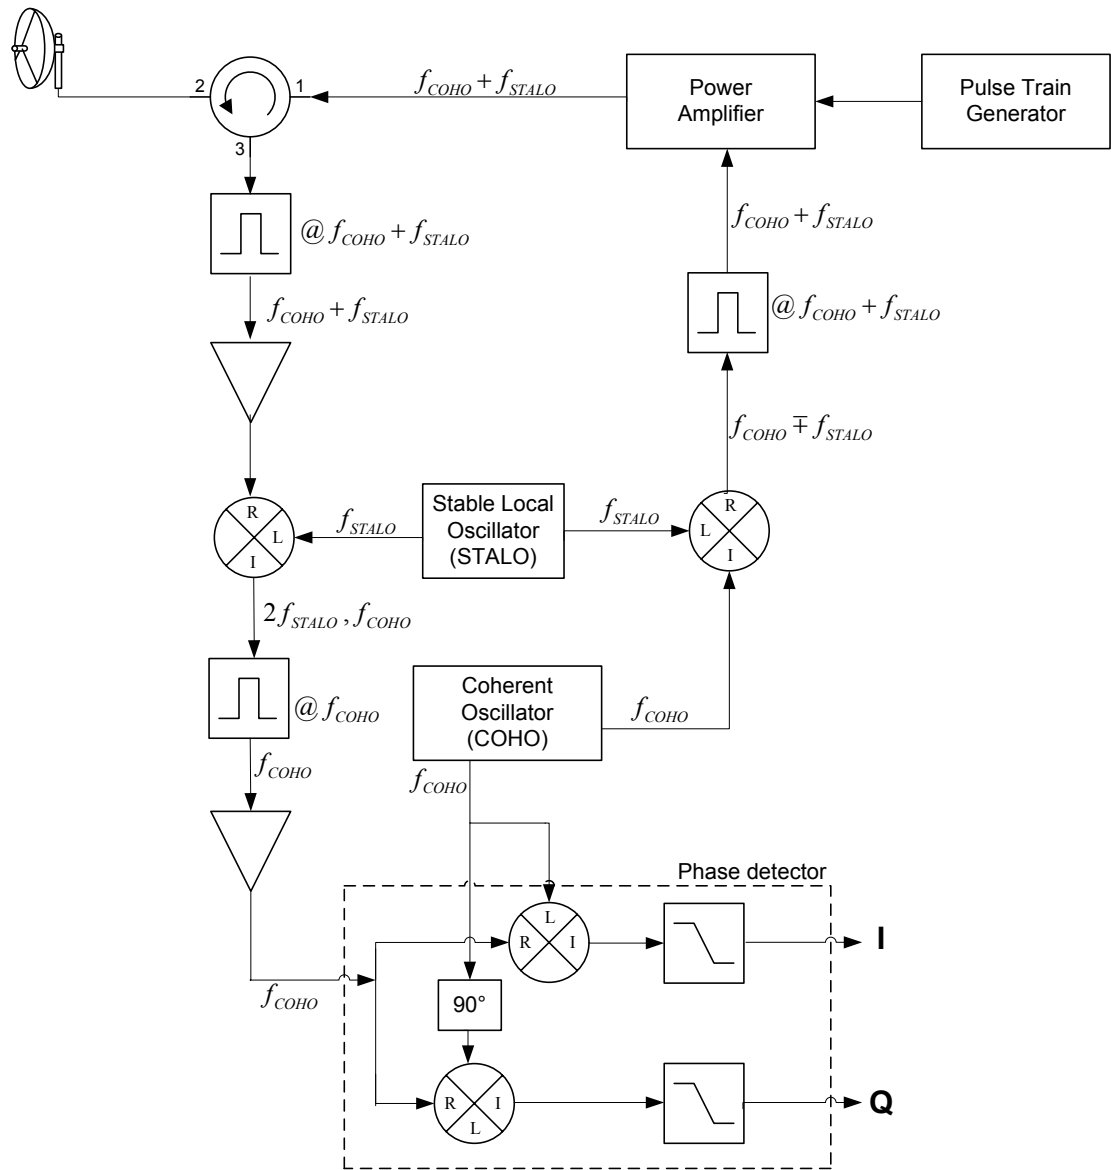 f_COHO + f_STALO
Power
Amplifier
Pulse Train
Generator
2
1
3
@ f_COHO + f_STALO
f_COHO + f_STALO
f_COHO + f_STALO
@ f_COHO + f_STALO
f_COHO ∓ f_STALO
R
L
I
f_STALO
Stable Local
Oscillator
(STALO)
f_STALO
R
L
I
2 f_STALO , f_COHO
@ f_COHO
Coherent
Oscillator
(COHO)
f_COHO
f_COHO
f_COHO
Phase detector
L
R
I
I
f_COHO
90°
R
I
L
Q